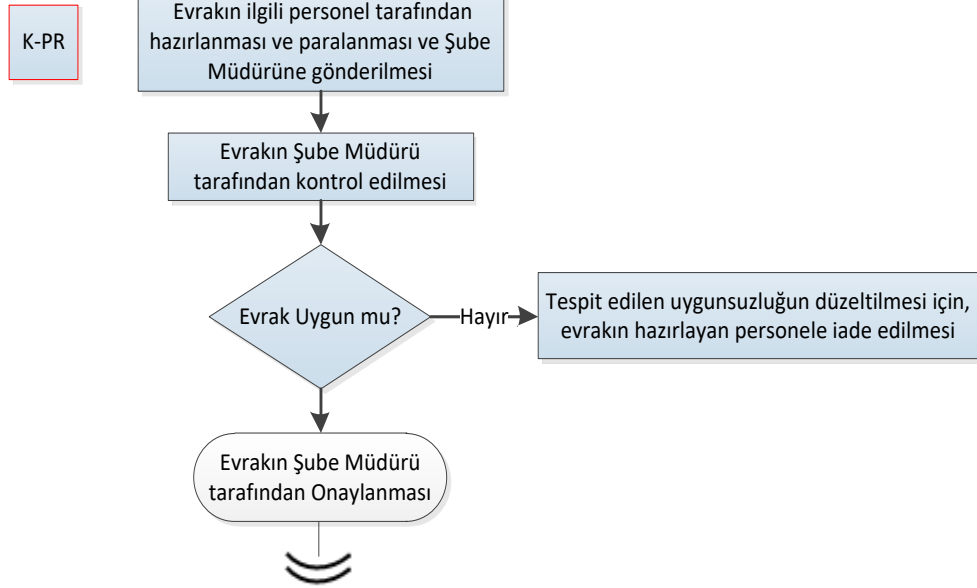 K-PR
Evrakın ilgili personel tarafından
hazırlanması ve paralanması ve Şube
Müdürüne gönderilmesi
Evrakın Şube Müdürü
tarafından kontrol edilmesi
Evrak Uygun mu?
Hayır
Tespit edilen uygunsuzluğun düzeltilmesi için,
evrakın hazırlayan personele iade edilmesi
Evrakın Şube Müdürü
tarafından Onaylanması